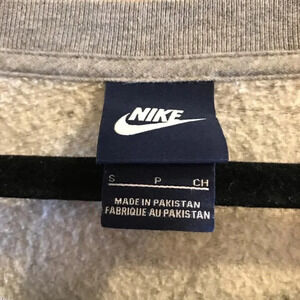 NIKE
S P CH
MADE IN PAKISTAN
FABRIQUE AU PAKISTAN